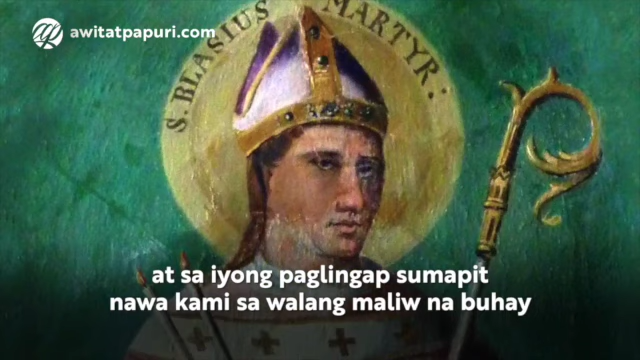 awitatpapuri.com
S. BLASIUS MARTYR:
at sa iyong paglingap sumapit
nawa kami sa walang maliw na buhay